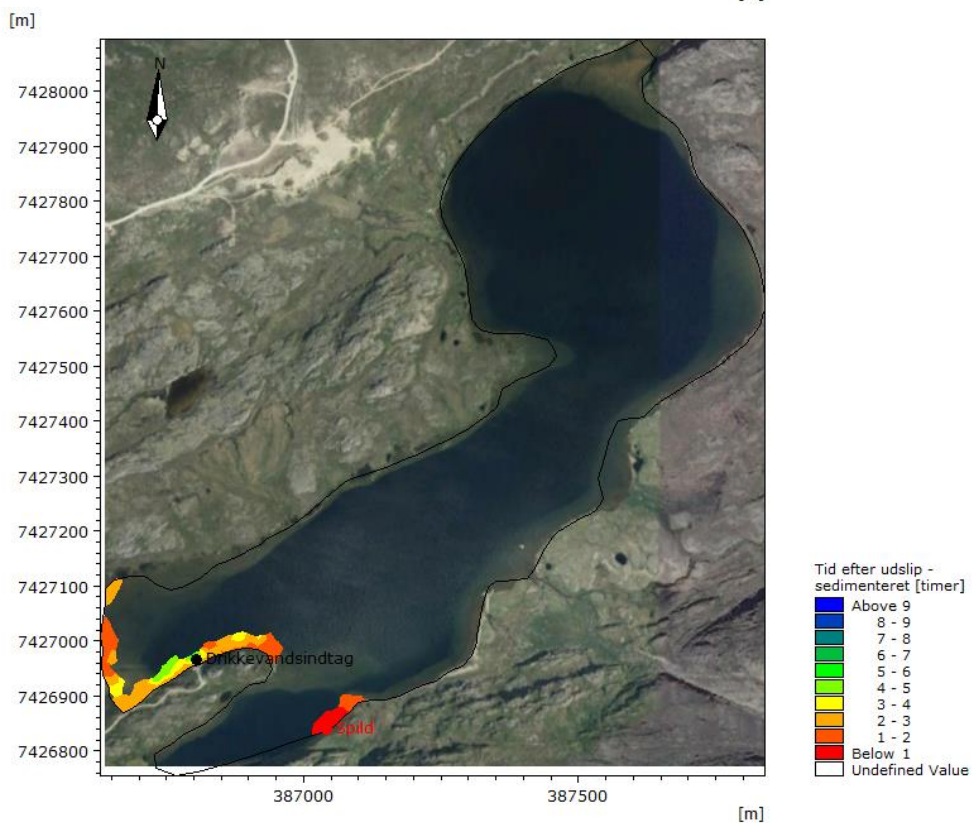 [m]
N
7428000
7427900
7427800
7427700
7427600
7427500
7427400
7427300
7427200
7427100
7427000
7426900
7426800
Drikkevandsindtag
Spild
387000
387500
[m]
Tid efter udslip -
sedimenteret [timer]
Above 9
8 - 9
7 - 8
6 - 7
5 - 6
4 - 5
3 - 4
2 - 3
1 - 2
Below 1
Undefined Value